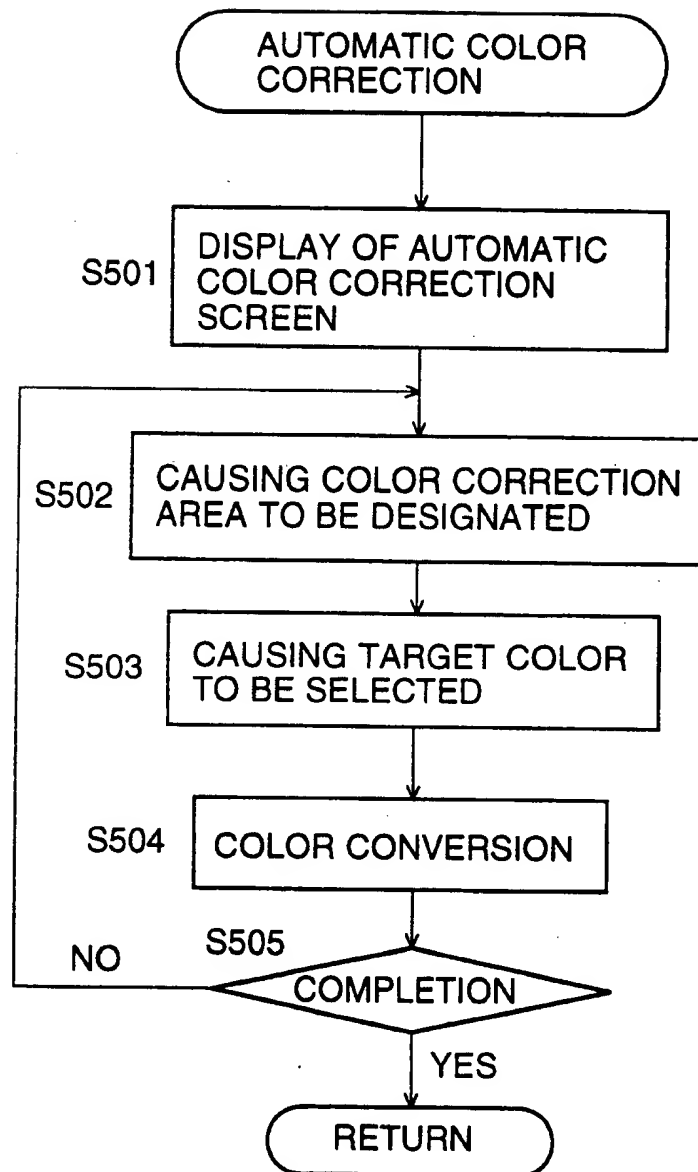 AUTOMATIC COLOR
CORRECTION
S501
DISPLAY OF AUTOMATIC
COLOR CORRECTION
SCREEN
S502
CAUSING COLOR CORRECTION
AREA TO BE DESIGNATED
S503
CAUSING TARGET COLOR
TO BE SELECTED
S504
COLOR CONVERSION
S505
NO
COMPLETION
YES
RETURN